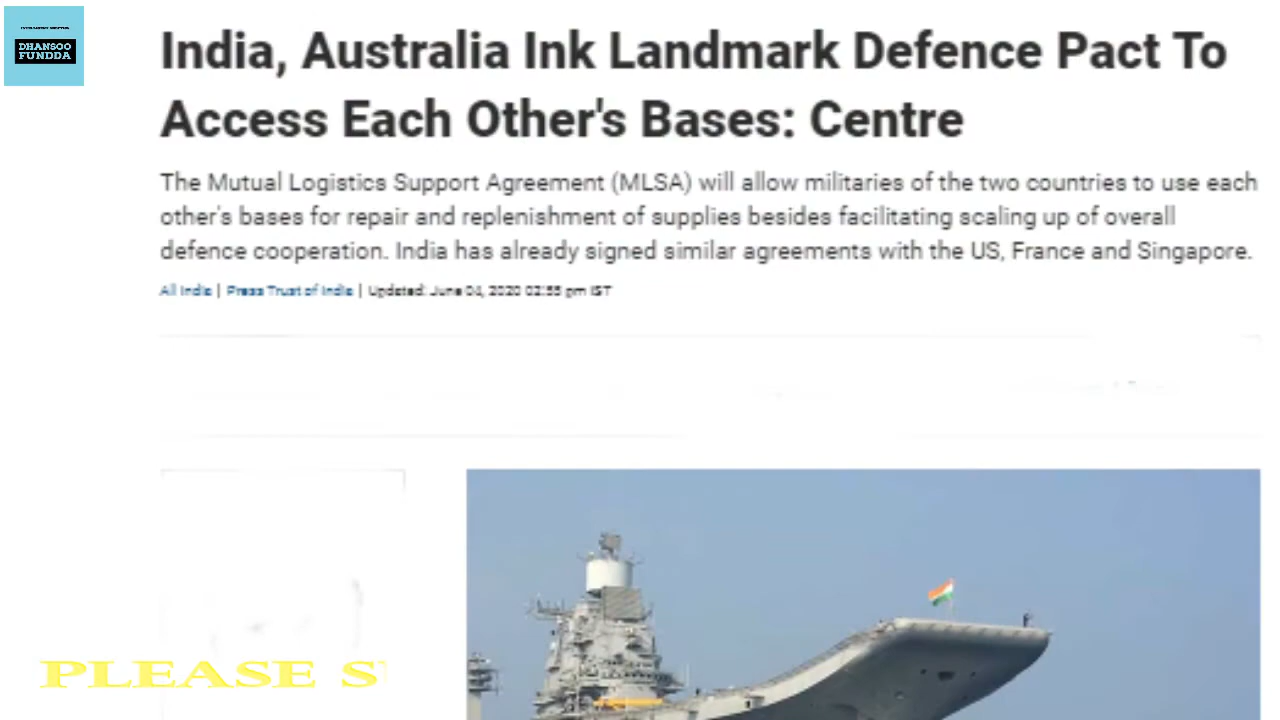 DHANSOO
FUNDDA
India, Australia Ink Landmark Defence Pact To
Access Each Other's Bases: Centre
The Mutual Logistics Support Agreement (MLSA) will allow militaries of the two countries to use each
other's bases for repair and replenishment of supplies besides facilitating scaling up of overall
defence cooperation. India has already signed similar agreements with the US, France and Singapore.
All India | Press Trust of India | Updated: June 04, 2020 02:55 pm IST
PLEASE S